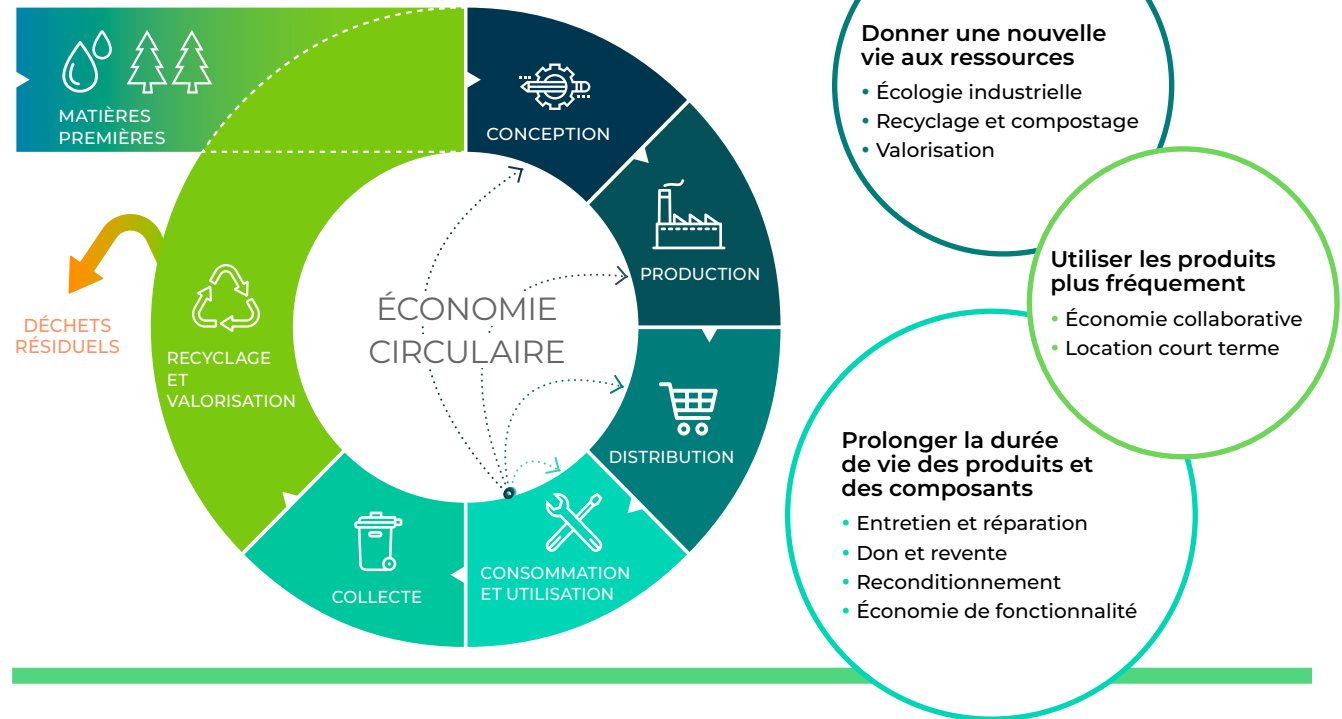 MATIÈRES
PREMIÈRES
CONCEPTION
PRODUCTION
DISTRIBUTION
CONSOMMATION
ET UTILISATION
COLLECTE
RECYCLAGE
ET
VALORISATION
DÉCHETS
RÉSIDUELS
ÉCONOMIE
CIRCULAIRE
Donner une nouvelle
vie aux ressources
• Écologie industrielle
• Recyclage et compostage
• Valorisation
Utiliser les produits
plus fréquement
• Économie collaborative
• Location court terme
Prolonger la durée
de vie des produits et
des composants
• Entretien et réparation
• Don et revente
• Reconditionnement
• Économie de fonctionnalité